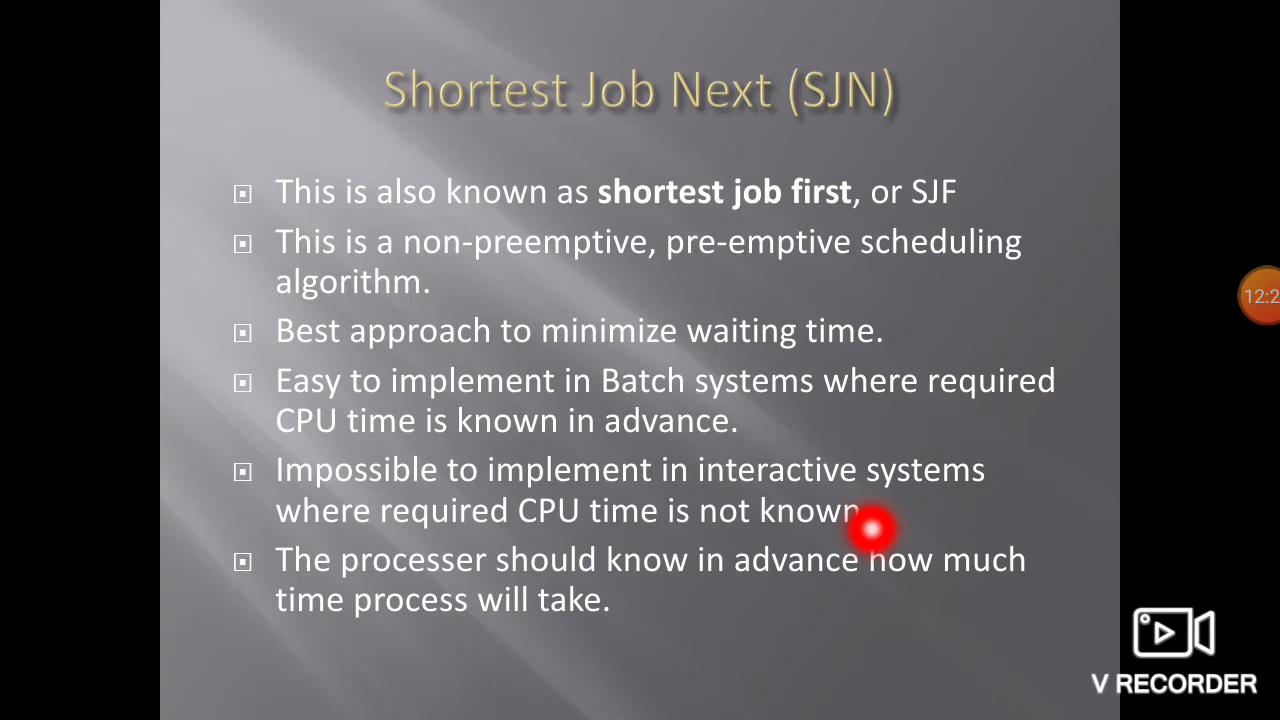 Shortest Job Next (SJN)
This is also known as shortest job first, or SJF
This is a non-preemptive, pre-emptive scheduling
algorithm.
Best approach to minimize waiting time.
Easy to implement in Batch systems where required
CPU time is known in advance.
Impossible to implement in interactive systems
where required CPU time is not known
The processer should know in advance how much
time process will take.
12:2
V RECORDER